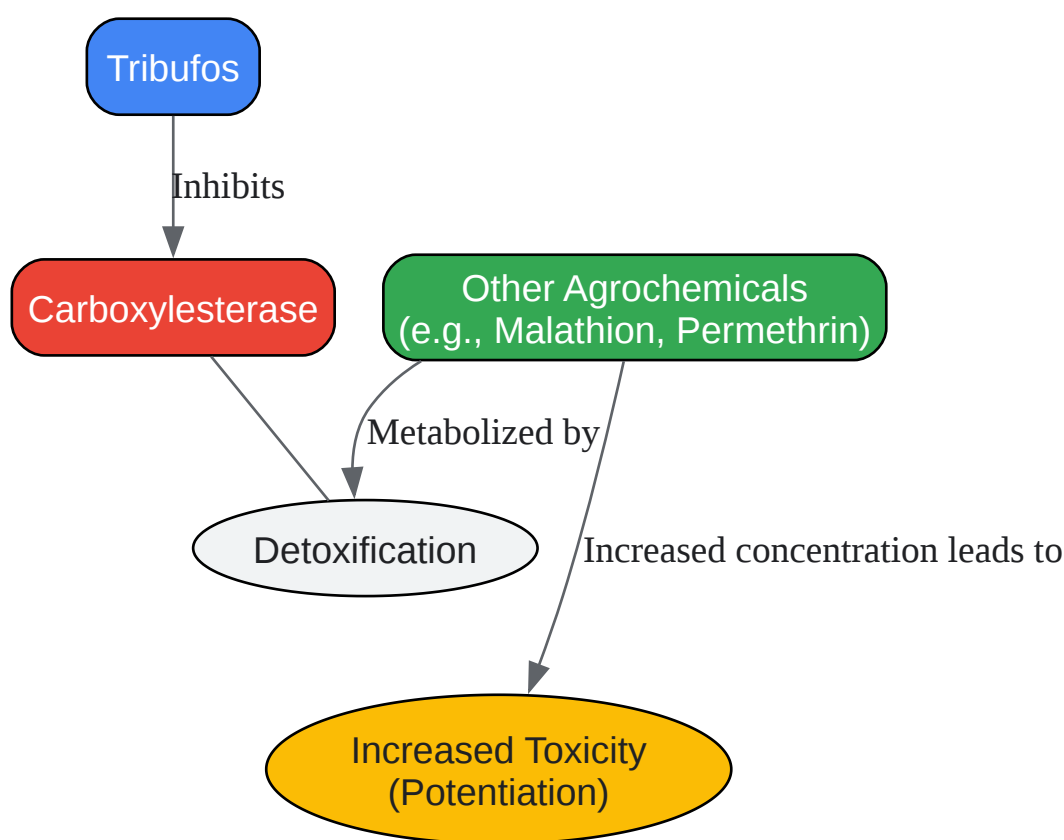 Tribufos
Inhibits
Carboxylesterase
Other Agrochemicals
(e.g., Malathion, Permethrin)
Metabolized by
Detoxification
Increased concentration leads to
Increased Toxicity
(Potentiation)